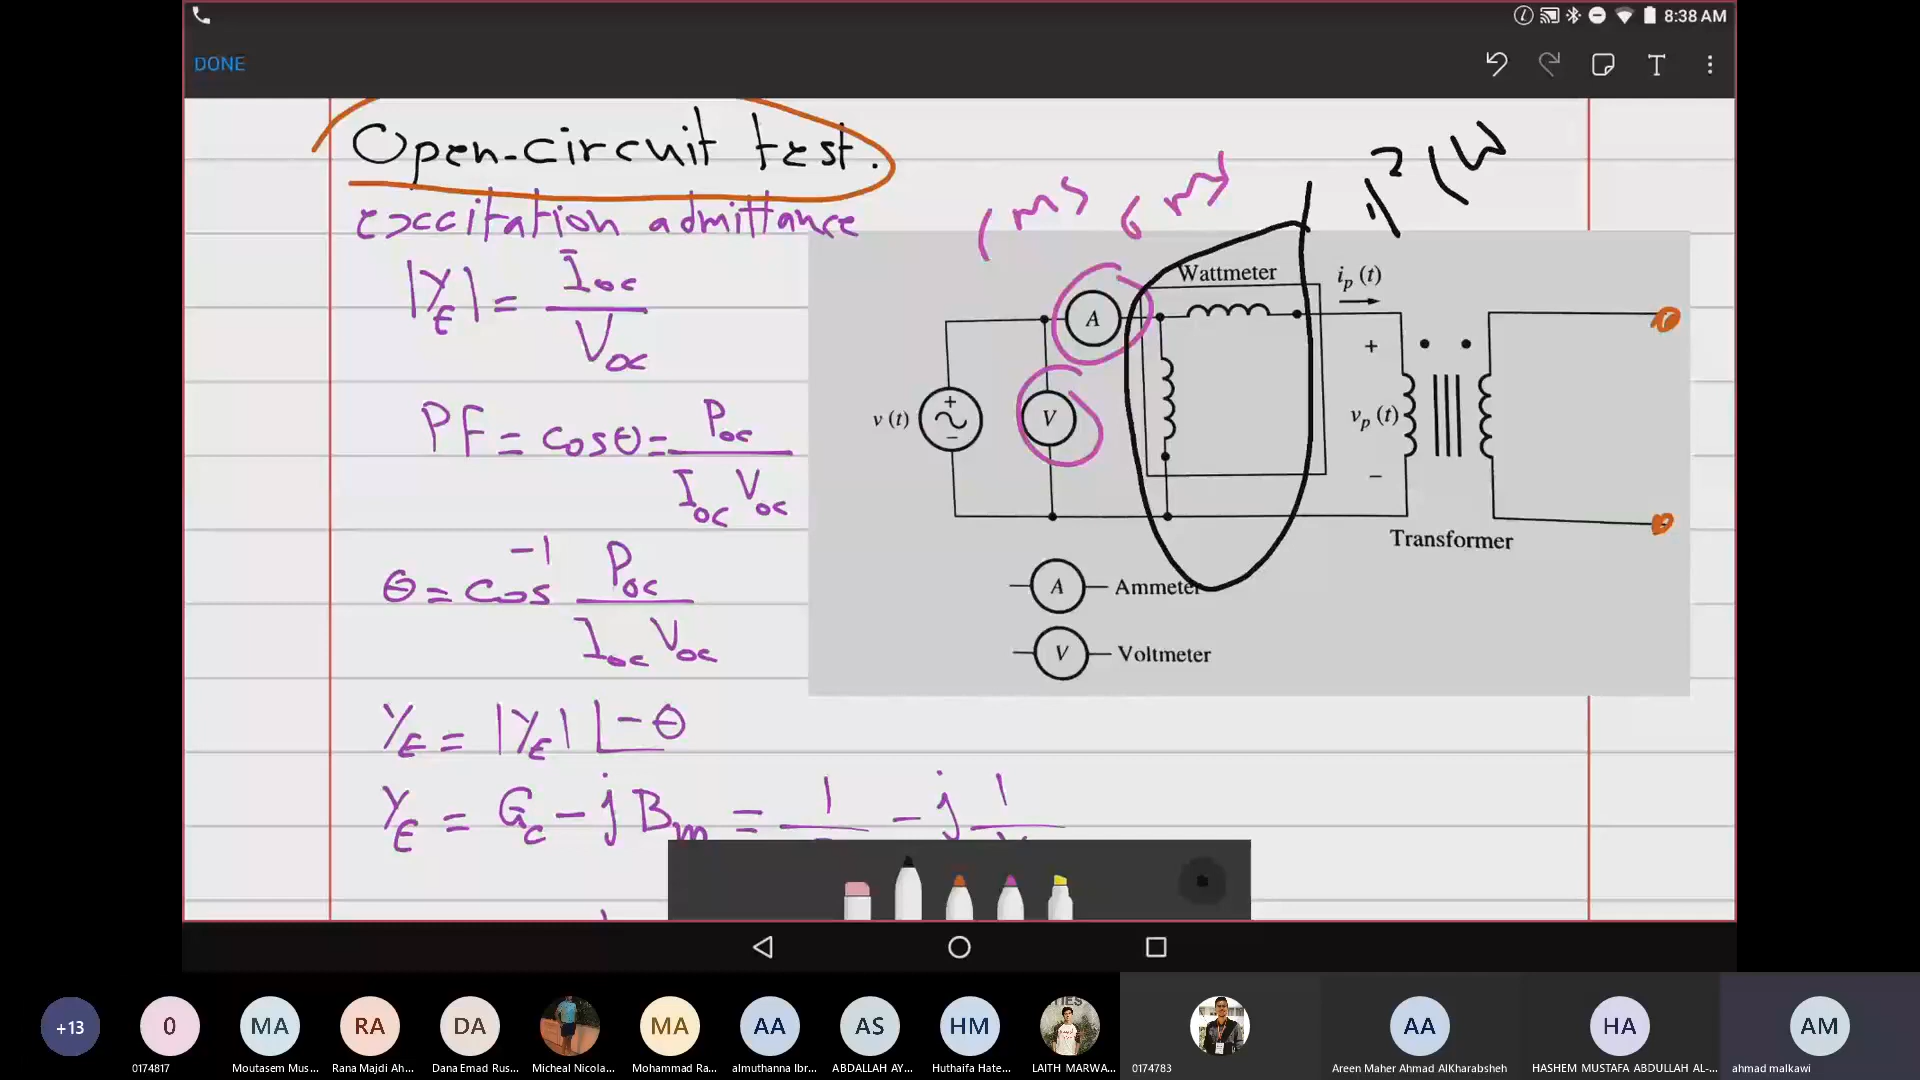 8:38 AM
DONE
Open-circuit test.
excitation admittance
|Y_E| = I_oc / V_oc
PF = cosθ = P_oc / I_oc V_oc
θ = cos^-1 P_oc / I_oc V_oc
Y_E = |Y_E| ∠-θ
Y_E = G_c - j B_m = 1 - j 1
rms rms
Wattmeter
i_p (t)
A
+
v (t)
+
-
V
v_p (t)
-
Transformer
A Ammeter
V Voltmeter
+13
0
MA
RA
DA
MA
AA
AS
HM
AA
HA
AM
0174817
Moutasem Mus...
Rana Majdi Ah...
Dana Emad Rus...
Micheal Nicola...
Mohammad Ra...
almuthanna Ibr...
ABDALLAH AY...
Huthaifa Hate...
LAITH MARWA...
0174783
Areen Maher Ahmad AlKharabsheh
HASHEM MUSTAFA ABDULLAH AL-...
ahmad malkawi